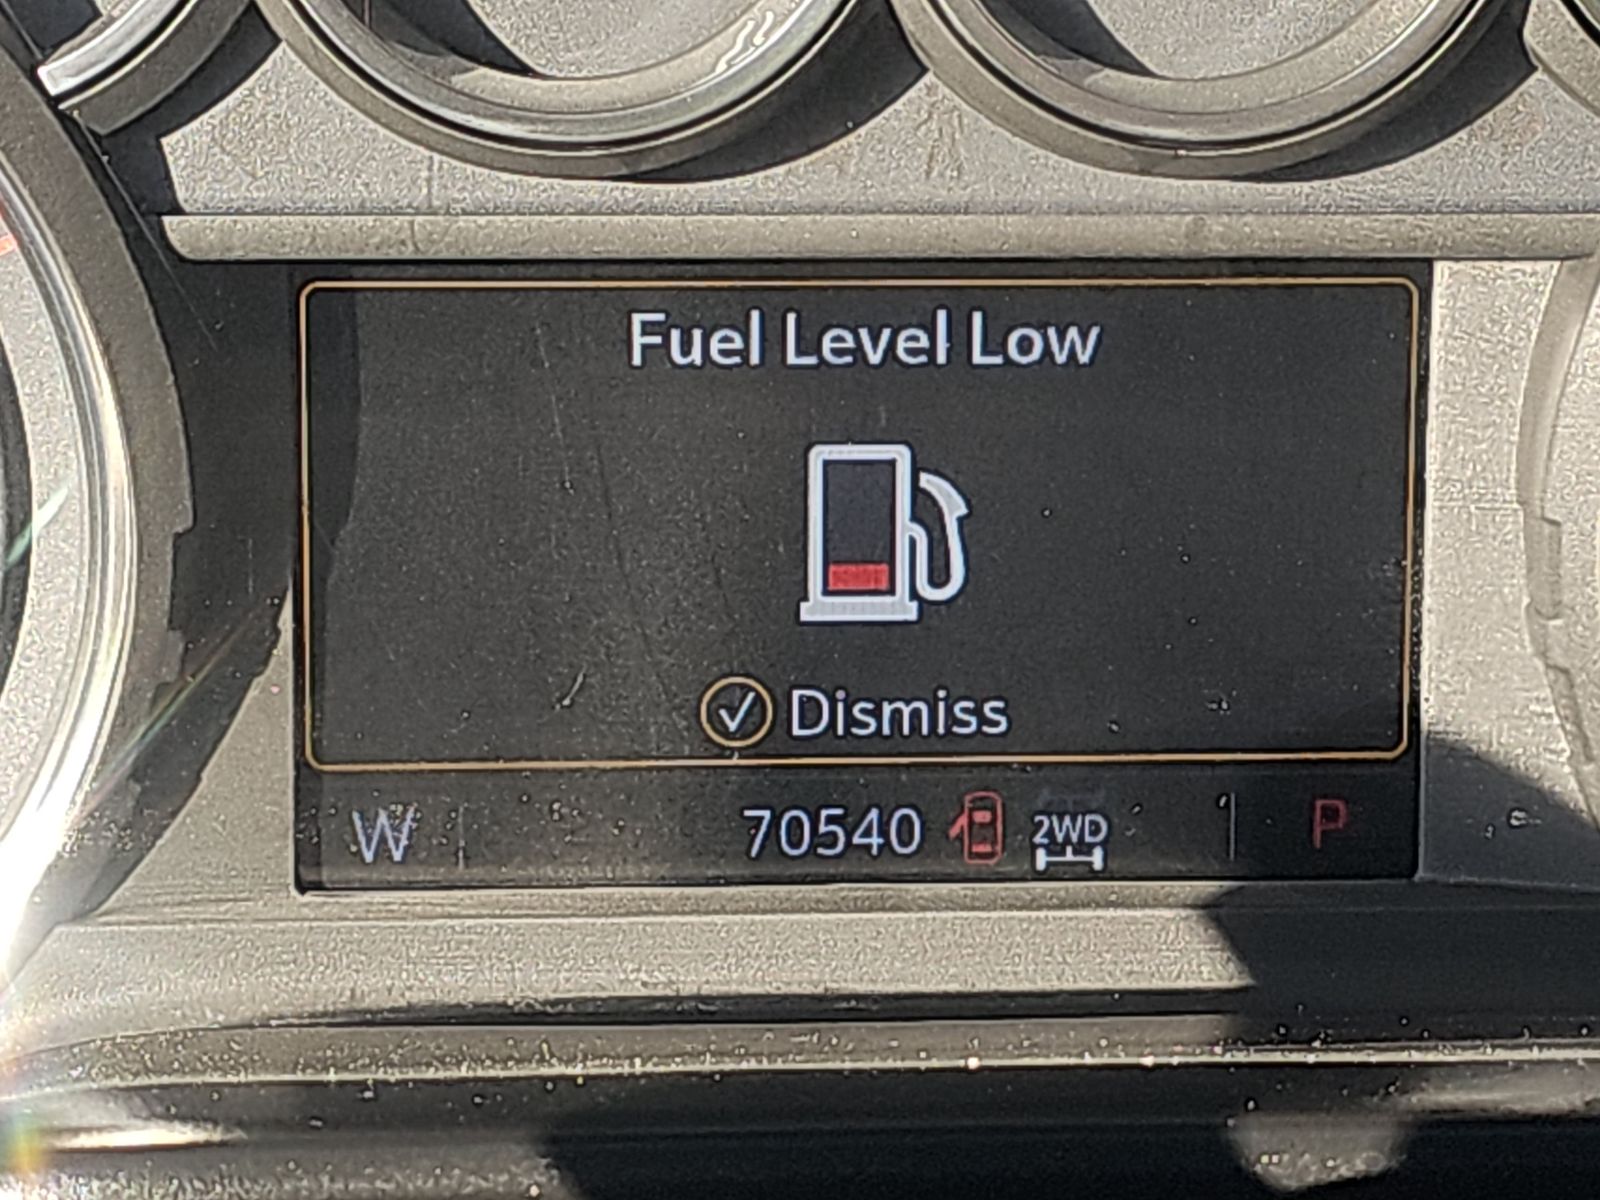 Fuel Level Low
Dismiss
W 70540 2WD P